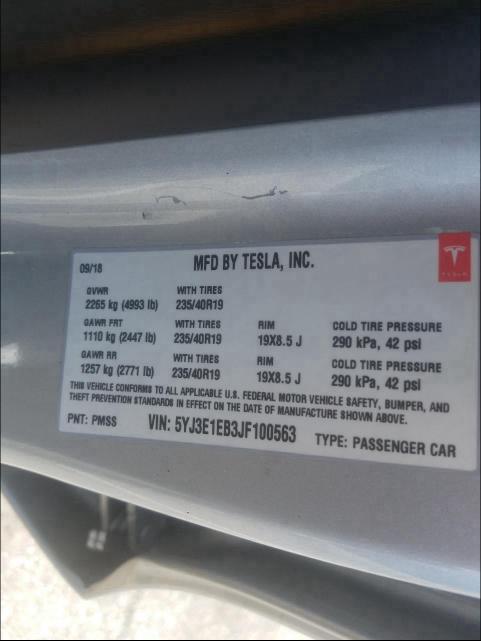 09/18 MFD BY TESLA, INC.
TESLA
GVWR WITH TIRES
2265 kg (4993 lb) 235/40R19
GAWR FRT WITH TIRES RIM COLD TIRE PRESSURE
1110 kg (2447 lb) 235/40R19 19X8.5 J 290 kPa, 42 psi
GAWR RR WITH TIRES RIM COLD TIRE PRESSURE
1257 kg (2771 lb) 235/40R19 19X8.5 J 290 kPa, 42 psi
THIS VEHICLE CONFORMS TO ALL APPLICABLE U.S. FEDERAL MOTOR VEHICLE SAFETY, BUMPER, AND
THEFT PREVENTION STANDARDS IN EFFECT ON THE DATE OF MANUFACTURE SHOWN ABOVE.
PNT: PMSS VIN: 5YJ3E1EB3JF100563 TYPE: PASSENGER CAR